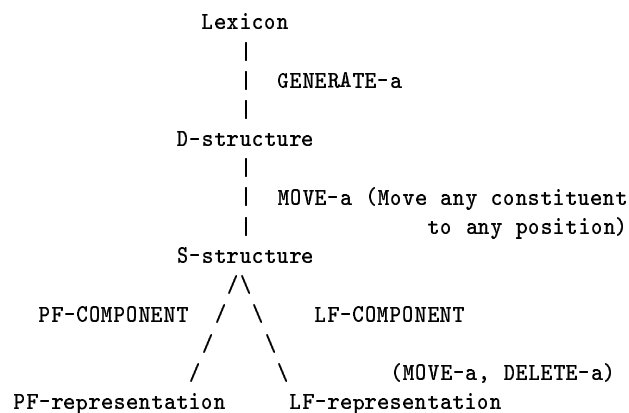 Lexicon
GENERATE-a
D-structure
MOVE-a (Move any constituent
to any position)
S-structure
PF-COMPONENT LF-COMPONENT
(MOVE-a, DELETE-a)
PF-representation LF-representation